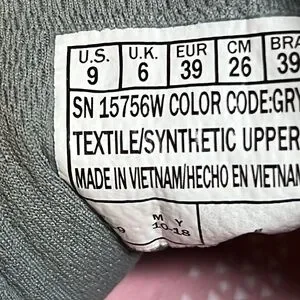 U.S. U.K. EUR CM BRA
9 6 39 26 39
SN 15756W COLOR CODE:GRY
TEXTILE/SYNTHETIC UPPER
MADE IN VIETNAM/HECHO EN VIETNAM
M Y
9 10-18